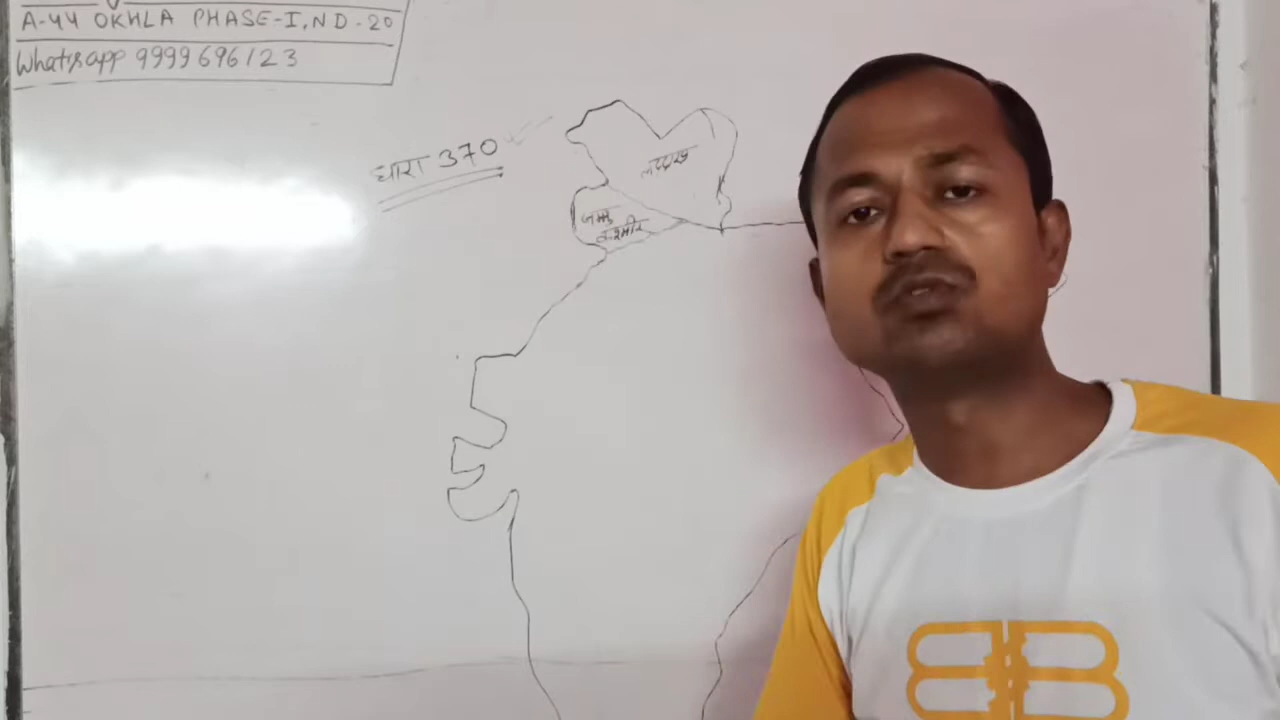 A-44 OKHLA PHASE-I, N D-20
Whatsapp 9999696123
धारा 370
लद्दाख
जम्मु
कश्मीर